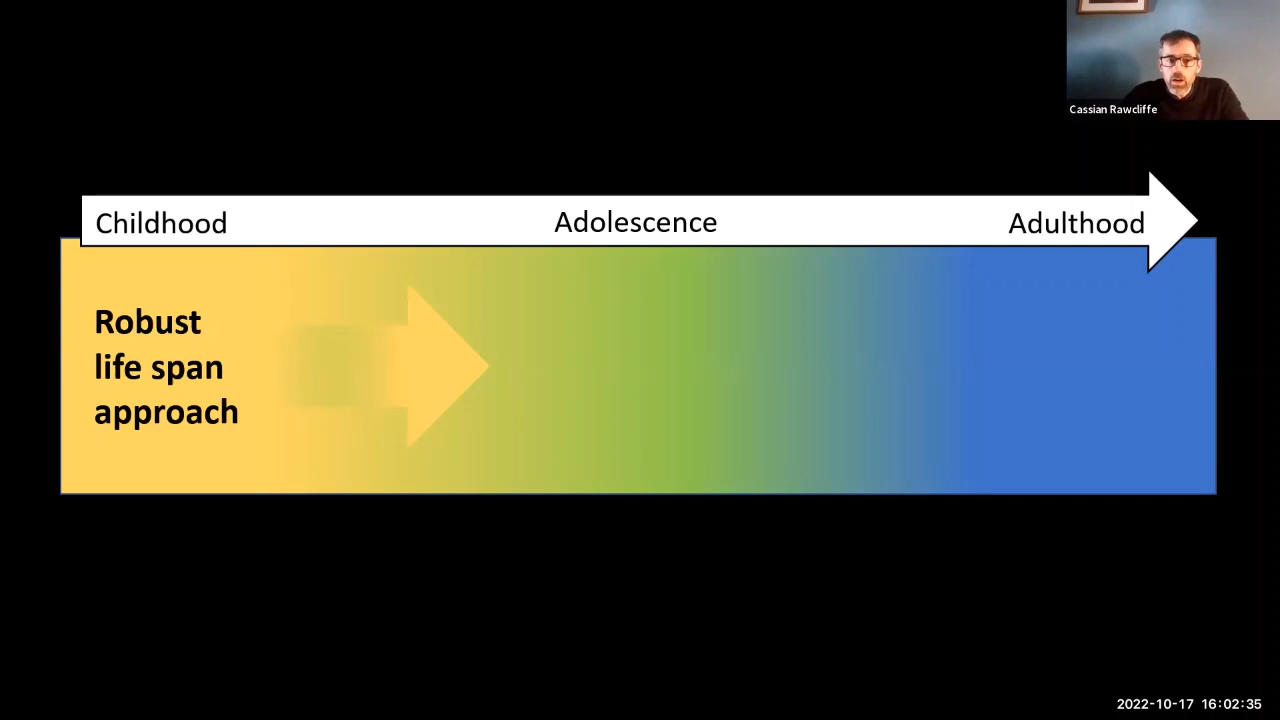 Cassian Rawcliffe
Childhood
Adolescence
Adulthood
Robust
life span
approach
2022-10-17 16:02:35